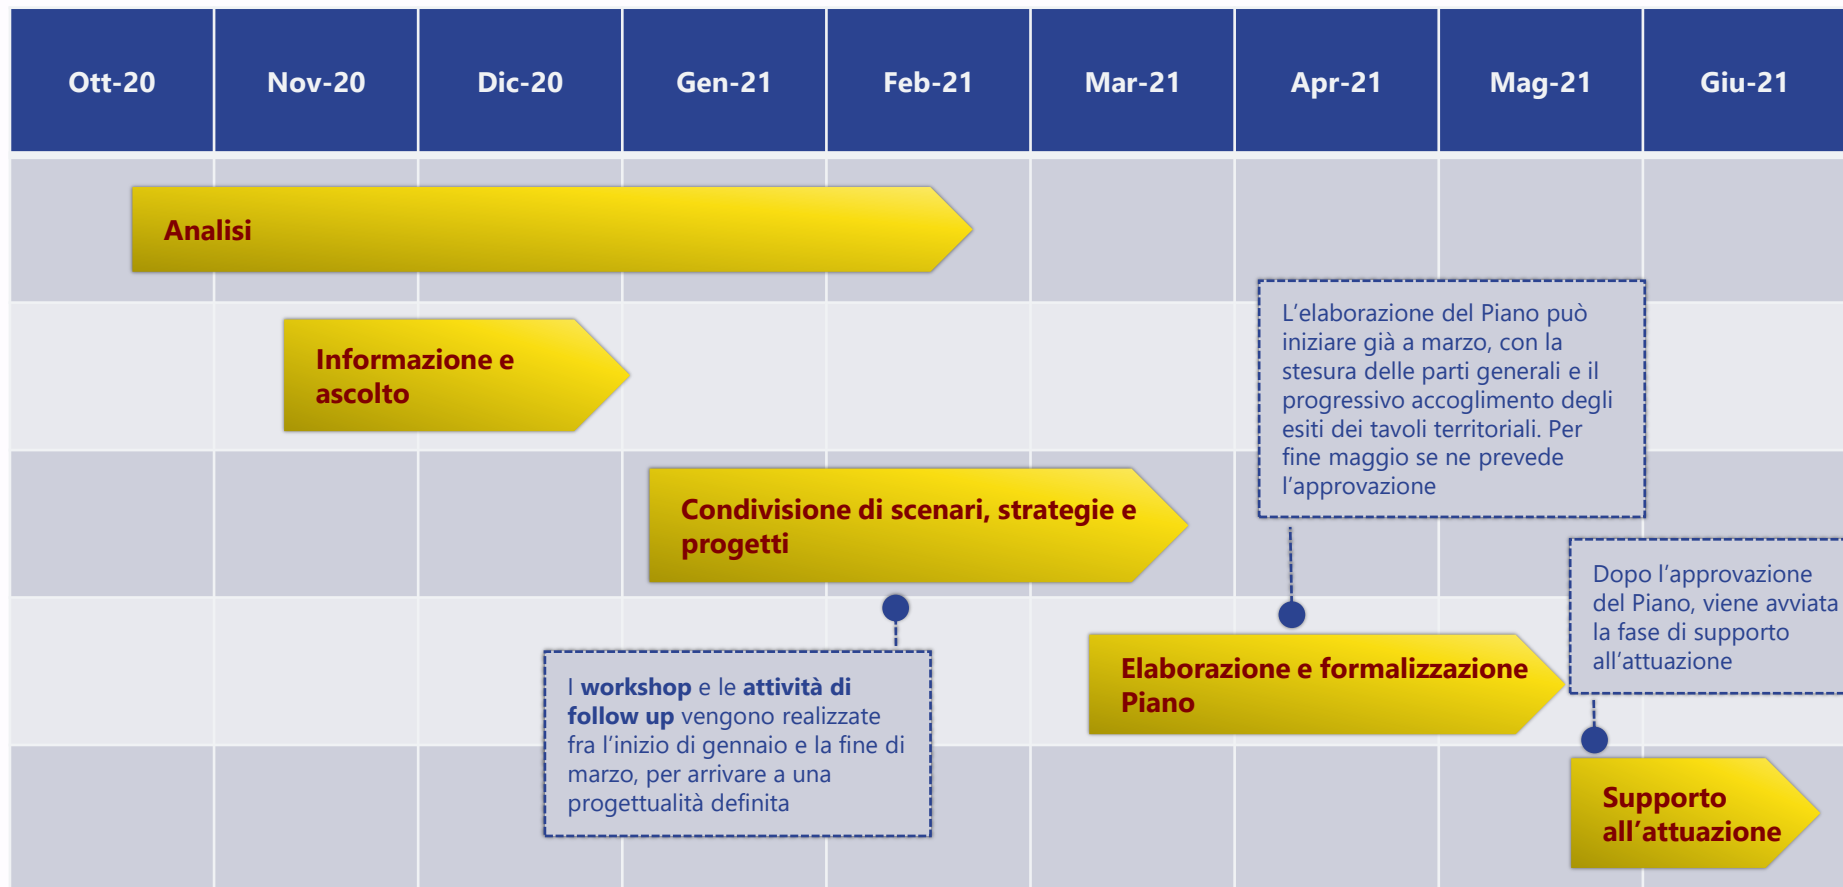 Ott-20
Nov-20
Dic-20
Gen-21
Feb-21
Mar-21
Apr-21
Mag-21
Giu-21
Analisi
Informazione e
ascolto
L’elaborazione del Piano può
iniziare già a marzo, con la
stesura delle parti generali e il
progressivo accoglimento degli
esiti dei tavoli territoriali. Per
fine maggio se ne prevede
l’approvazione
Condivisione di scenari, strategie e
progetti
Dopo l’approvazione
del Piano, viene avviata
la fase di supporto
all’attuazione
I workshop e le attività di
follow up vengono realizzate
fra l’inizio di gennaio e la fine di
marzo, per arrivare a una
progettualità definita
Elaborazione e formalizzazione
Piano
Supporto
all’attuazione